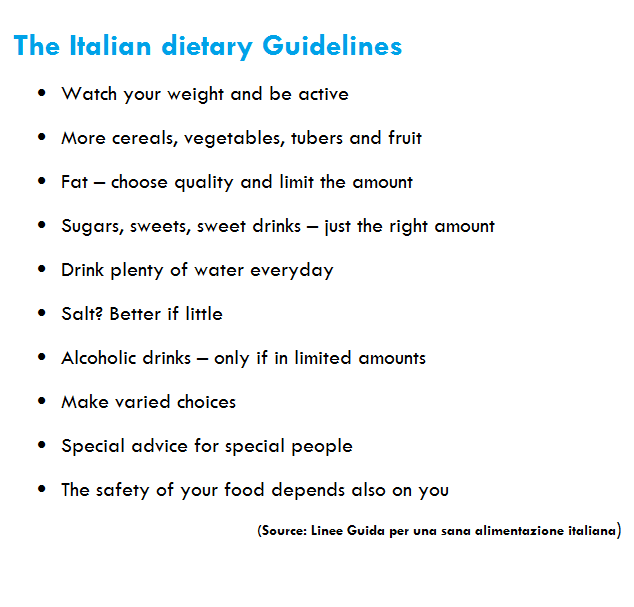 The Italian dietary Guidelines
• Watch your weight and be active
• More cereals, vegetables, tubers and fruit
• Fat – choose quality and limit the amount
• Sugars, sweets, sweet drinks – just the right amount
• Drink plenty of water everyday
• Salt? Better if little
• Alcoholic drinks – only if in limited amounts
• Make varied choices
• Special advice for special people
• The safety of your food depends also on you
(Source: Linee Guida per una sana alimentazione italiana)